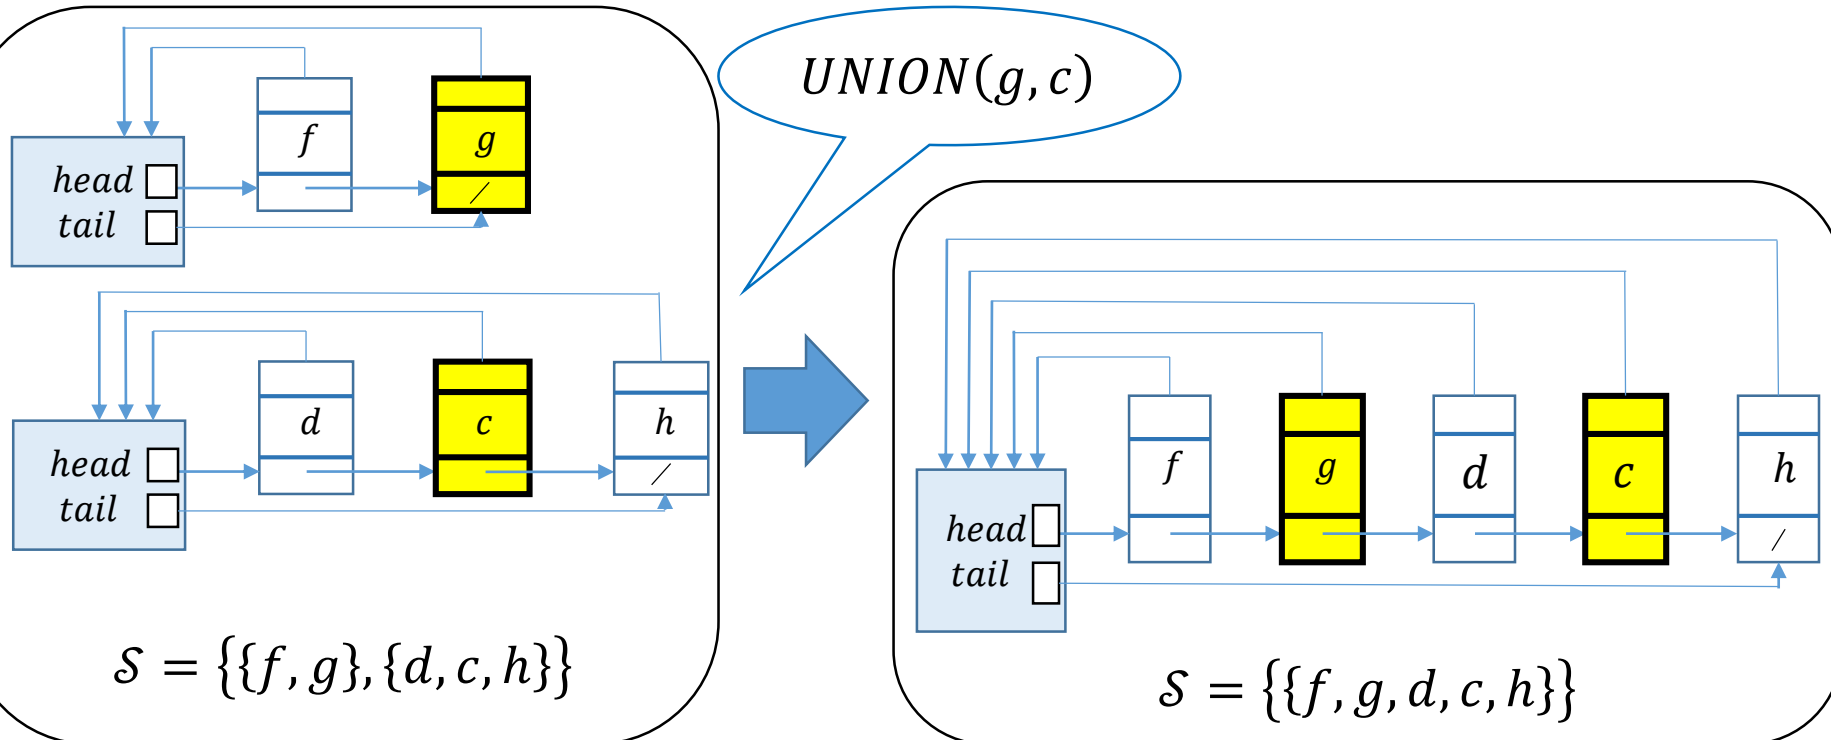 UNION(g, c)
f
g
head
/
tail
d
c
h
head
/
tail
𝒮 = {{f, g}, {d, c, h}}
f
g
d
c
h
head
/
tail
𝒮 = {{f, g, d, c, h}}